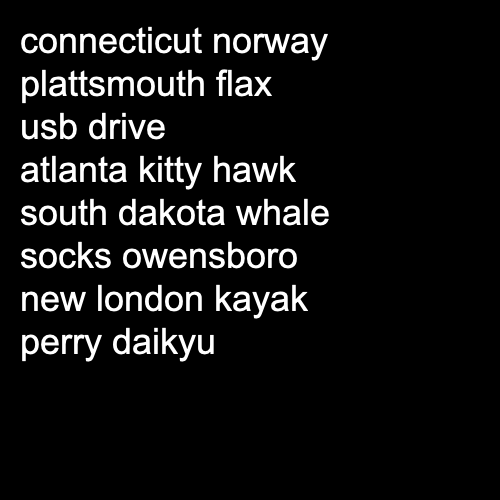 connecticut norway
plattsmouth flax
usb drive
atlanta kitty hawk
south dakota whale
socks owensboro
new london kayak
perry daikyu